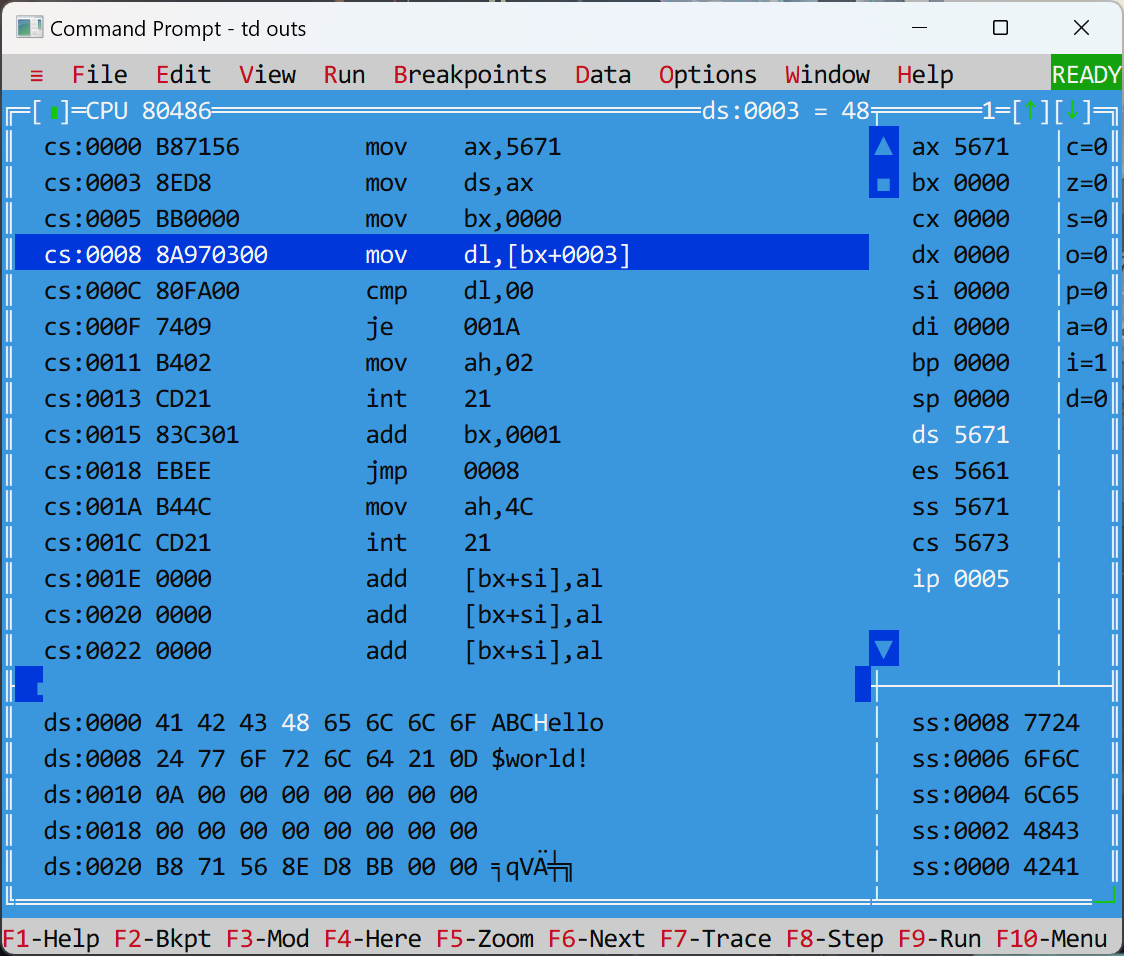 Command Prompt - td outs
≡ File Edit View Run Breakpoints Data Options Window Help READY
[▮]=CPU 80486 ds:0003 = 48 1=[↑][↓]
cs:0000 B87156 mov ax,5671 ▲ ax 5671 c=0
cs:0003 8ED8 mov ds,ax bx 0000 z=0
cs:0005 BB0000 mov bx,0000 cx 0000 s=0
cs:0008 8A970300 mov dl,[bx+0003] dx 0000 o=0
cs:000C 80FA00 cmp dl,00 si 0000 p=0
cs:000F 7409 je 001A di 0000 a=0
cs:0011 B402 mov ah,02 bp 0000 i=1
cs:0013 CD21 int 21 sp 0000 d=0
cs:0015 83C301 add bx,0001 ds 5671
cs:0018 EBEE jmp 0008 es 5661
cs:001A B44C mov ah,4C ss 5671
cs:001C CD21 int 21 cs 5673
cs:001E 0000 add [bx+si],al ip 0005
cs:0020 0000 add [bx+si],al
cs:0022 0000 add [bx+si],al ▼
ds:0000 41 42 43 48 65 6C 6C 6F ABCHello ss:0008 7724
ds:0008 24 77 6F 72 6C 64 21 0D $world! ss:0006 6F6C
ds:0010 0A 00 00 00 00 00 00 00 ss:0004 6C65
ds:0018 00 00 00 00 00 00 00 00 ss:0002 4843
ds:0020 B8 71 56 8E D8 BB 00 00 ╕qVÄ╪╗ ss:0000 4241
F1-Help F2-Bkpt F3-Mod F4-Here F5-Zoom F6-Next F7-Trace F8-Step F9-Run F10-Menu